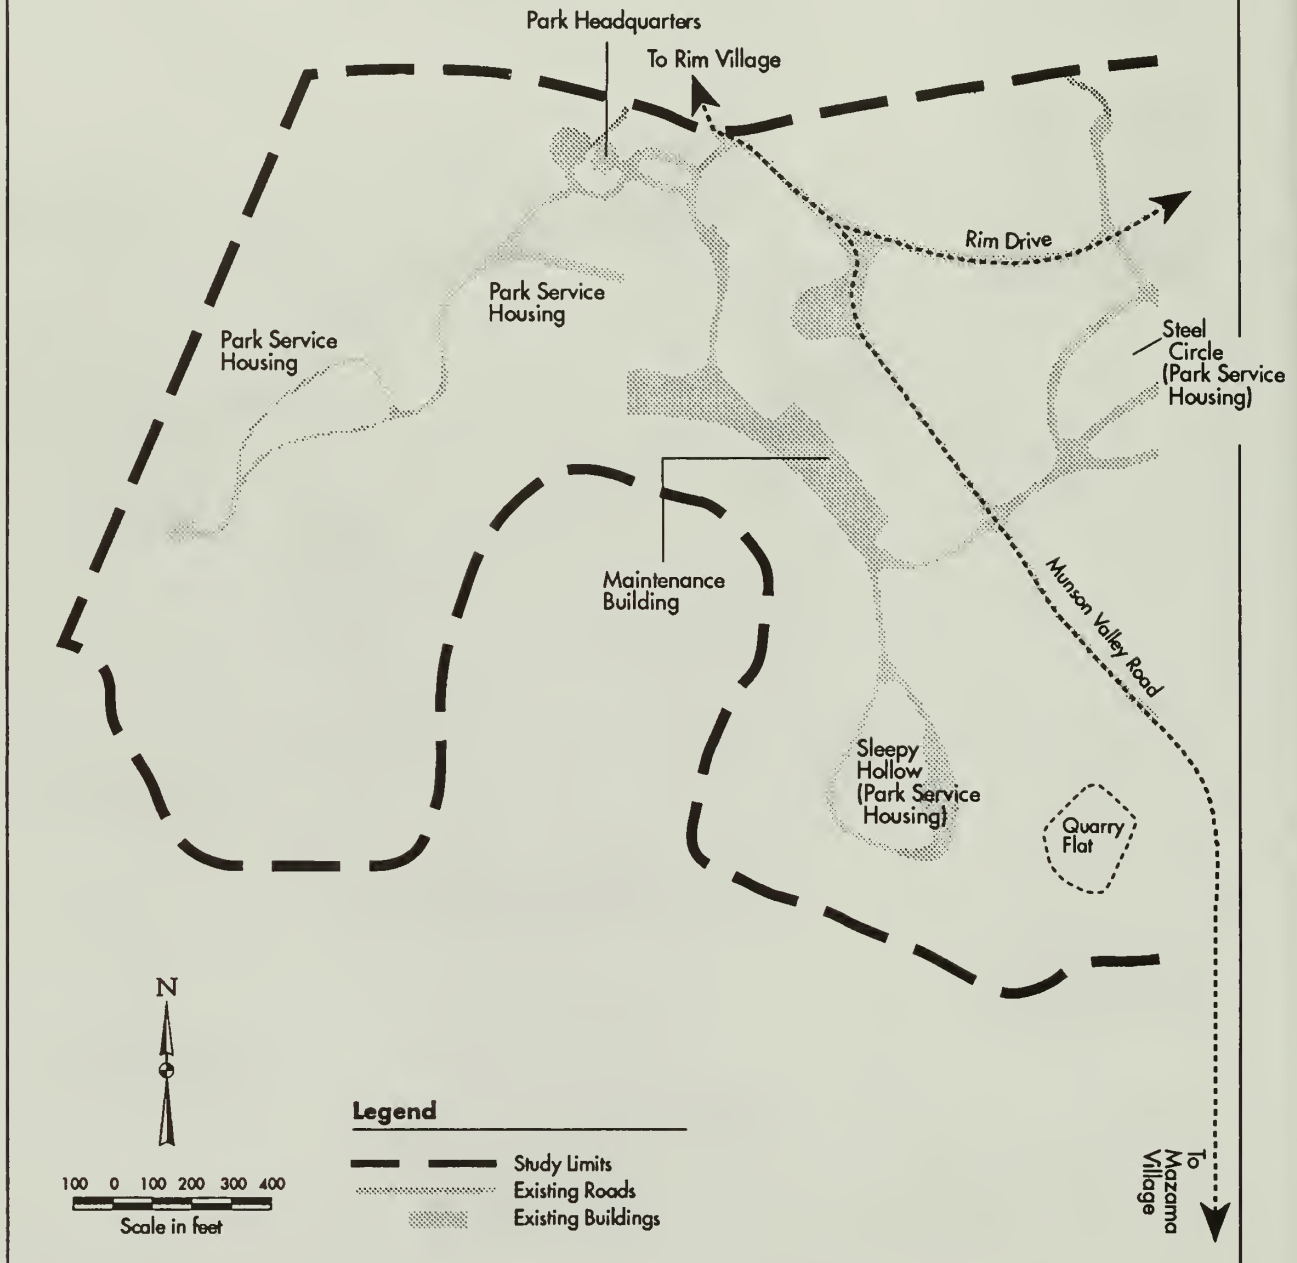 Park Headquarters
To Rim Village
Rim Drive
Park Service
Housing
Park Service
Housing
Steel
Circle
(Park Service
Housing)
Maintenance
Building
Munson Valley Road
Sleepy
Hollow
(Park Service
Housing)
Quarry
Flat
N
Legend
Study Limits
Existing Roads
Existing Buildings
100 0 100 200 300 400
Scale in feet
To
Mazama
Village